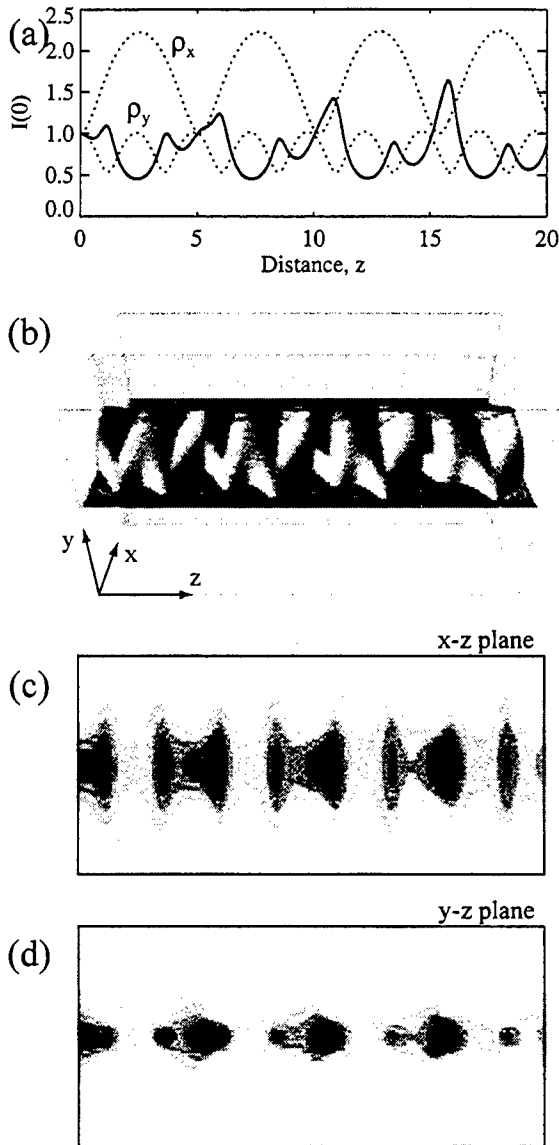 (a)
2.5
2.0
1.5
1.0
0.5
0.0
I(0)
ρx
ρy
0 5 10 15 20
Distance, z
(b)
y
x
z
x-z plane
(c)
y-z plane
(d)